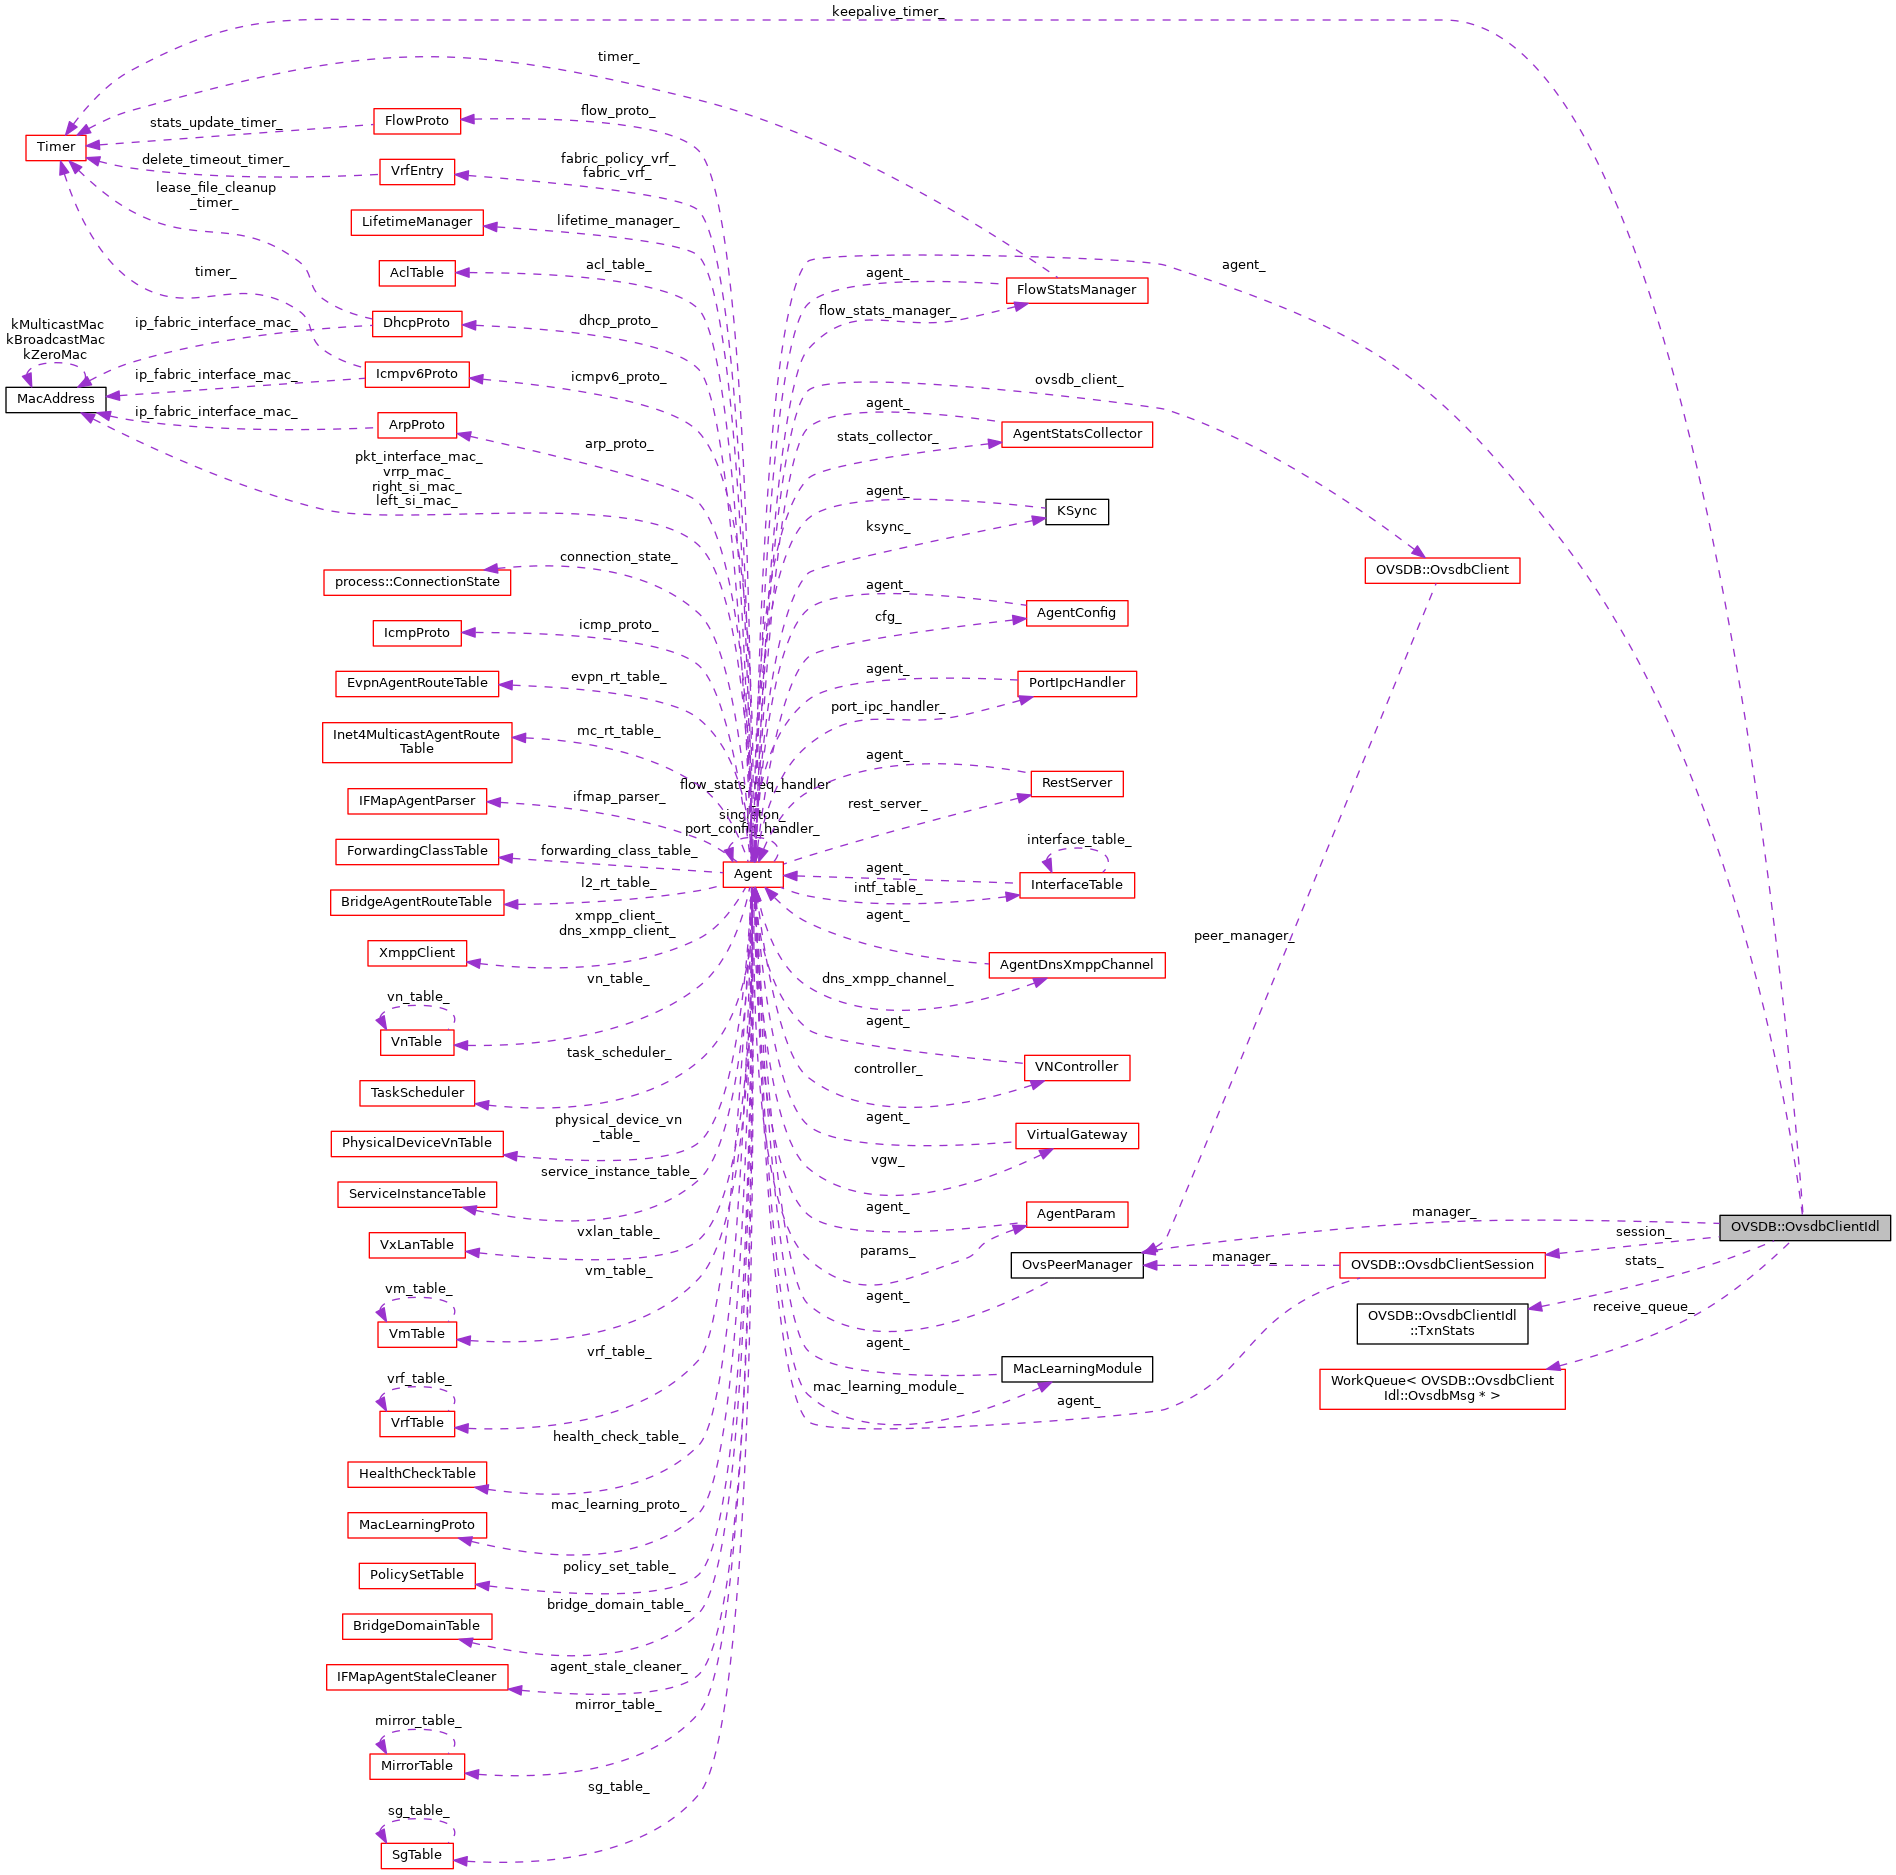 keepalive_timer_
timer_
flow_proto_
FlowProto
stats_update_timer_
Timer
delete_timeout_timer_
VrfEntry
fabric_policy_vrf_
fabric_vrf_
lease_file_cleanup
_timer_
LifetimeManager
lifetime_manager_
acl_table_
AclTable
timer_
agent_
agent_
FlowStatsManager
flow_stats_manager_
dhcp_proto_
DhcpProto
ip_fabric_interface_mac_
kMulticastMac
kBroadcastMac
kZeroMac
MacAddress
Icmpv6Proto
icmpv6_proto_
ip_fabric_interface_mac_
ovsdb_client_
agent_
ArpProto
ip_fabric_interface_mac_
arp_proto_
stats_collector_
AgentStatsCollector
pkt_interface_mac_
vrrp_mac_
right_si_mac_
left_si_mac_
agent_
KSync
ksync_
connection_state_
process::ConnectionState
OVSDB::OvsdbClient
agent_
AgentConfig
cfg_
icmp_proto_
IcmpProto
evpn_rt_table_
EvpnAgentRouteTable
agent_
PortIpcHandler
port_ipc_handler_
mc_rt_table_
Inet4MulticastAgentRoute
Table
agent_
RestServer
rest_server_
flow_stats_req_handler
_
singleton_
port_config_handler_
ifmap_parser_
IFMapAgentParser
forwarding_class_table_
ForwardingClassTable
interface_table_
agent_
Agent
InterfaceTable
intf_table_
l2_rt_table_
BridgeAgentRouteTable
xmpp_client_
dns_xmpp_client_
XmppClient
agent_
AgentDnsXmppChannel
dns_xmpp_channel_
peer_manager_
vn_table_
vn_table_
VnTable
agent_
VNController
controller_
task_scheduler_
TaskScheduler
physical_device_vn
_table_
PhysicalDeviceVnTable
agent_
VirtualGateway
vgw_
service_instance_table_
ServiceInstanceTable
agent_
AgentParam
params_
manager_
OVSDB::OvsdbClientIdl
session_
vxlan_table_
VxLanTable
OvsPeerManager
manager_
OVSDB::OvsdbClientSession
stats_
vm_table_
vm_table_
VmTable
agent_
OVSDB::OvsdbClientIdl
::TxnStats
receive_queue_
vrf_table_
vrf_table_
VrfTable
agent_
MacLearningModule
mac_learning_module_
agent_
WorkQueue< OVSDB::OvsdbClient
Idl::OvsdbMsg * >
health_check_table_
HealthCheckTable
mac_learning_proto_
MacLearningProto
policy_set_table_
PolicySetTable
bridge_domain_table_
BridgeDomainTable
agent_stale_cleaner_
IFMapAgentStaleCleaner
mirror_table_
mirror_table_
MirrorTable
sg_table_
sg_table_
SgTable